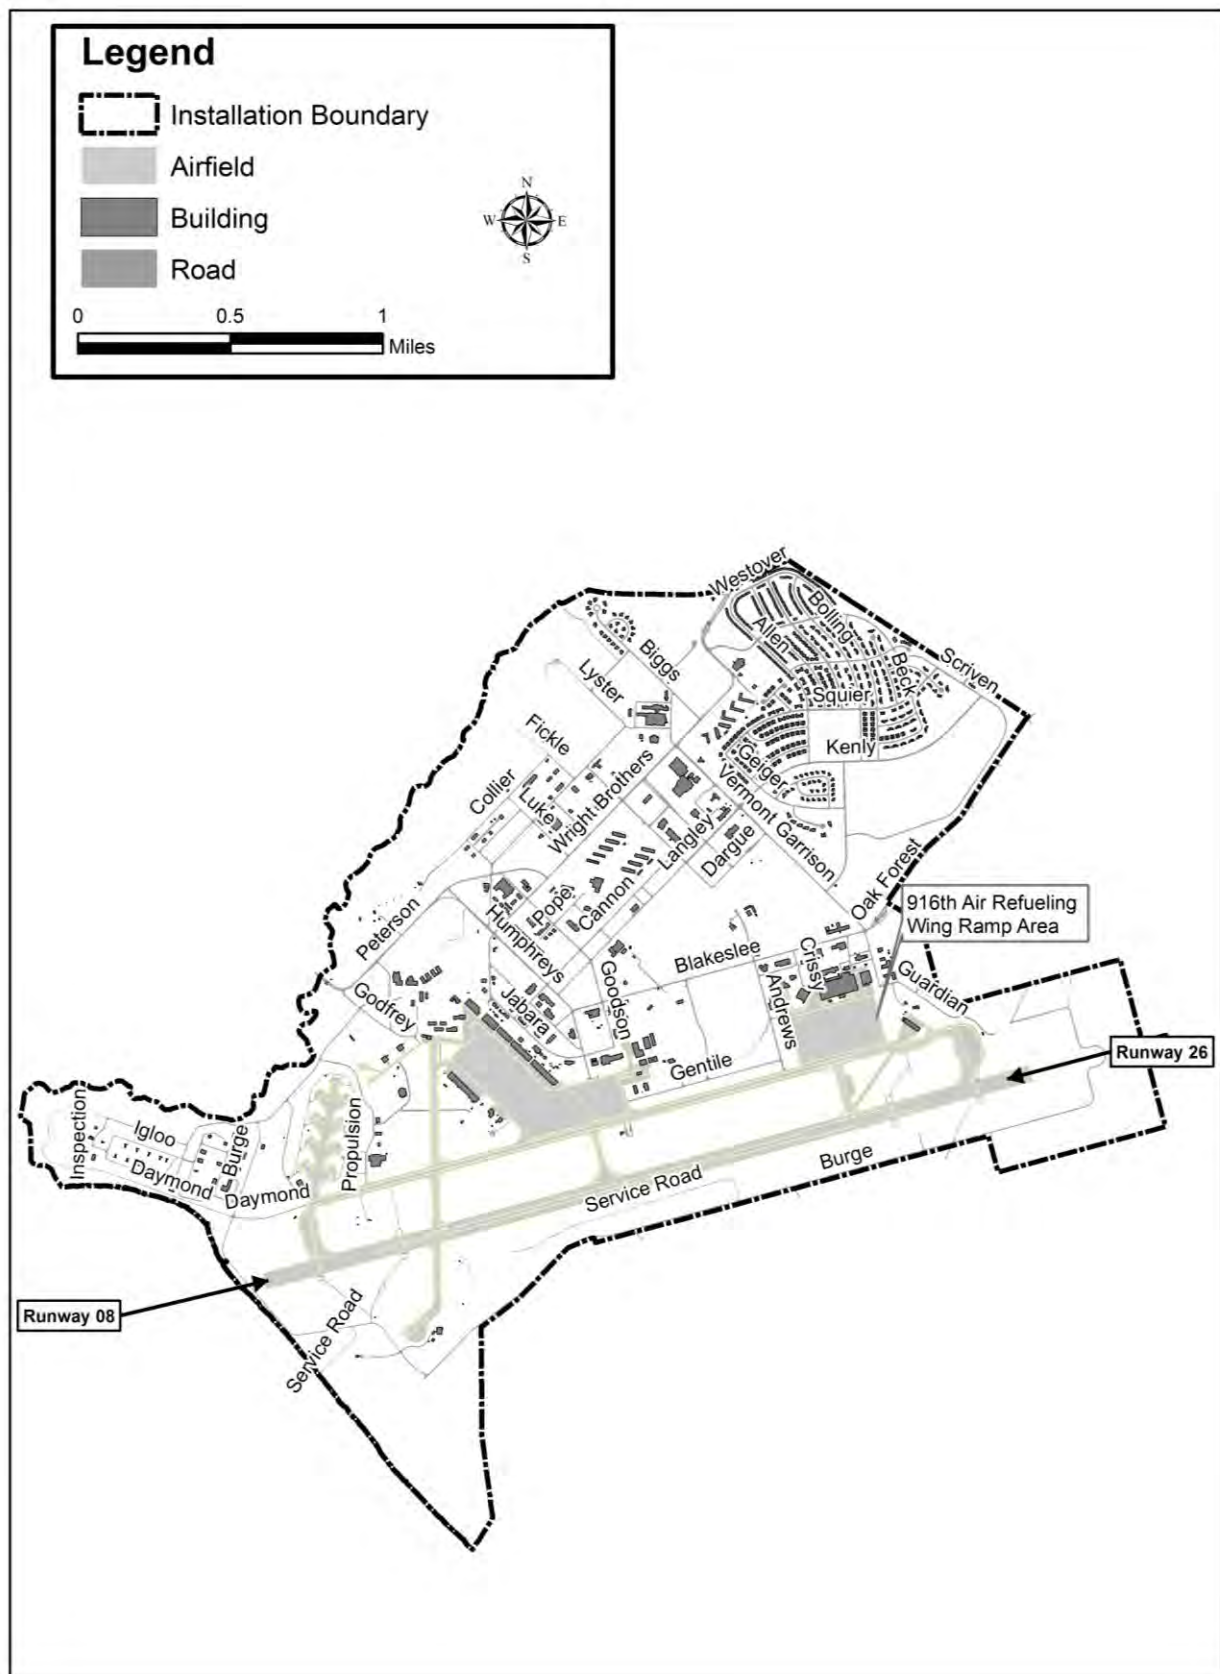 Legend
Installation Boundary
Airfield
Building
Road
N
W E
S
0 0.5 1
Miles
Westover
Bolling
Allen
Biggs
Beck
Scriven
Lyster
Squier
Fickle
Kenly
Geiger
Collier
Luke
Wright Brothers
Vermont Garrison
Langley
Dargue
Oak Forest
916th Air Refueling
Wing Ramp Area
Pope
Cannon
Peterson
Humphreys
Blakeslee
Crissy
Goodson
Andrews
Guardian
Godfrey
Jabara
Gentile
Runway 26
Inspection
Igloo
Burge
Propulsion
Daymond
Daymond
Burge
Service Road
Runway 08
Service Road